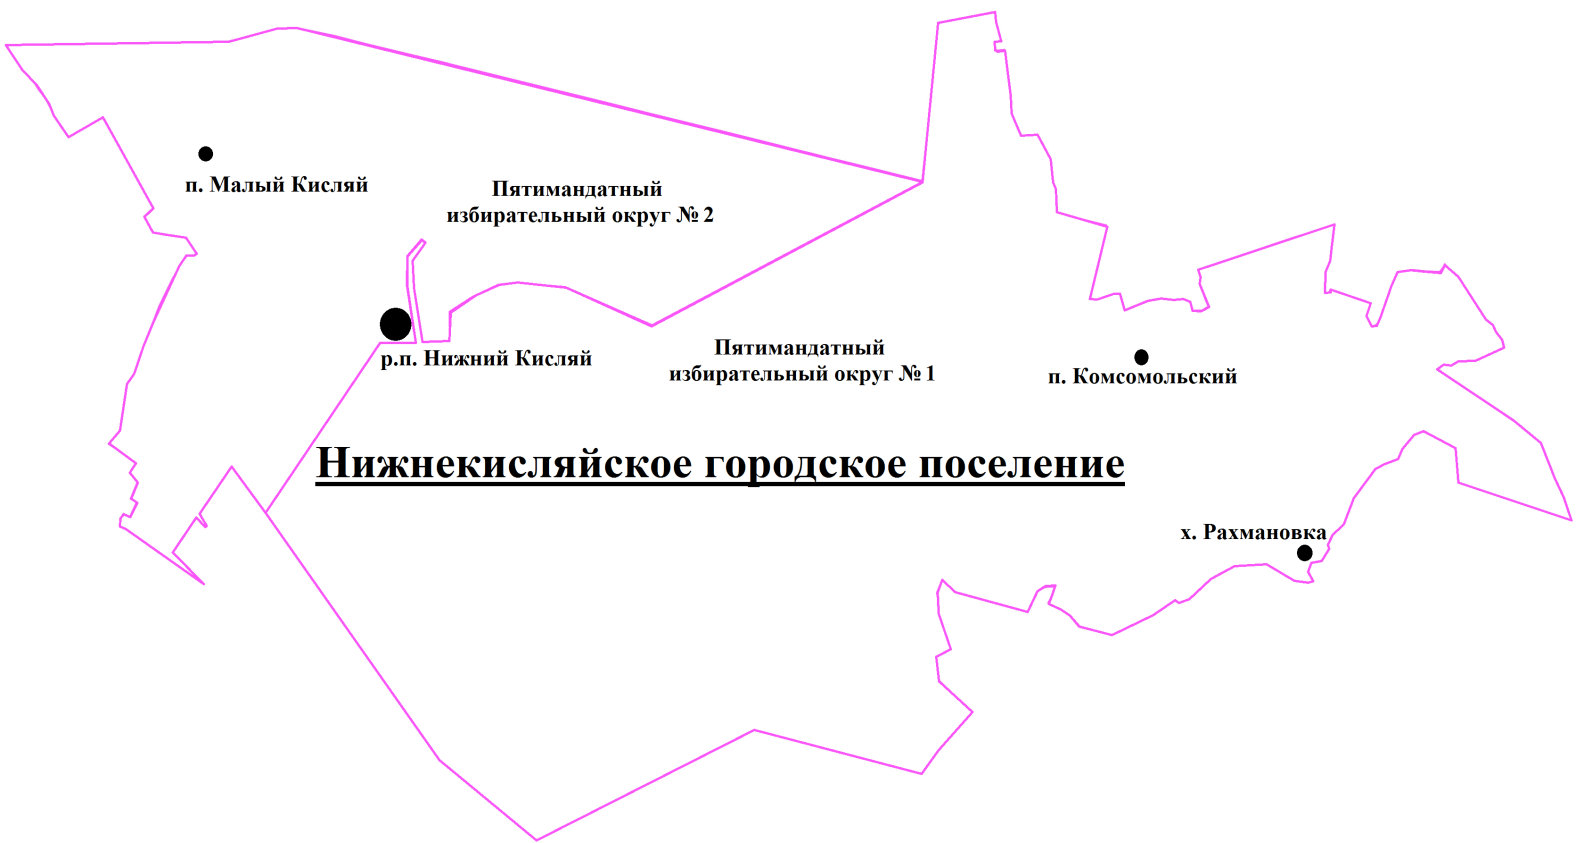 п. Малый Кисляй
Пятимандатный
избирательный округ № 2
р.п. Нижний Кисляй
Пятимандатный
избирательный округ № 1
п. Комсомольский
Нижнекисляйское городское поселение
х. Рахмановка